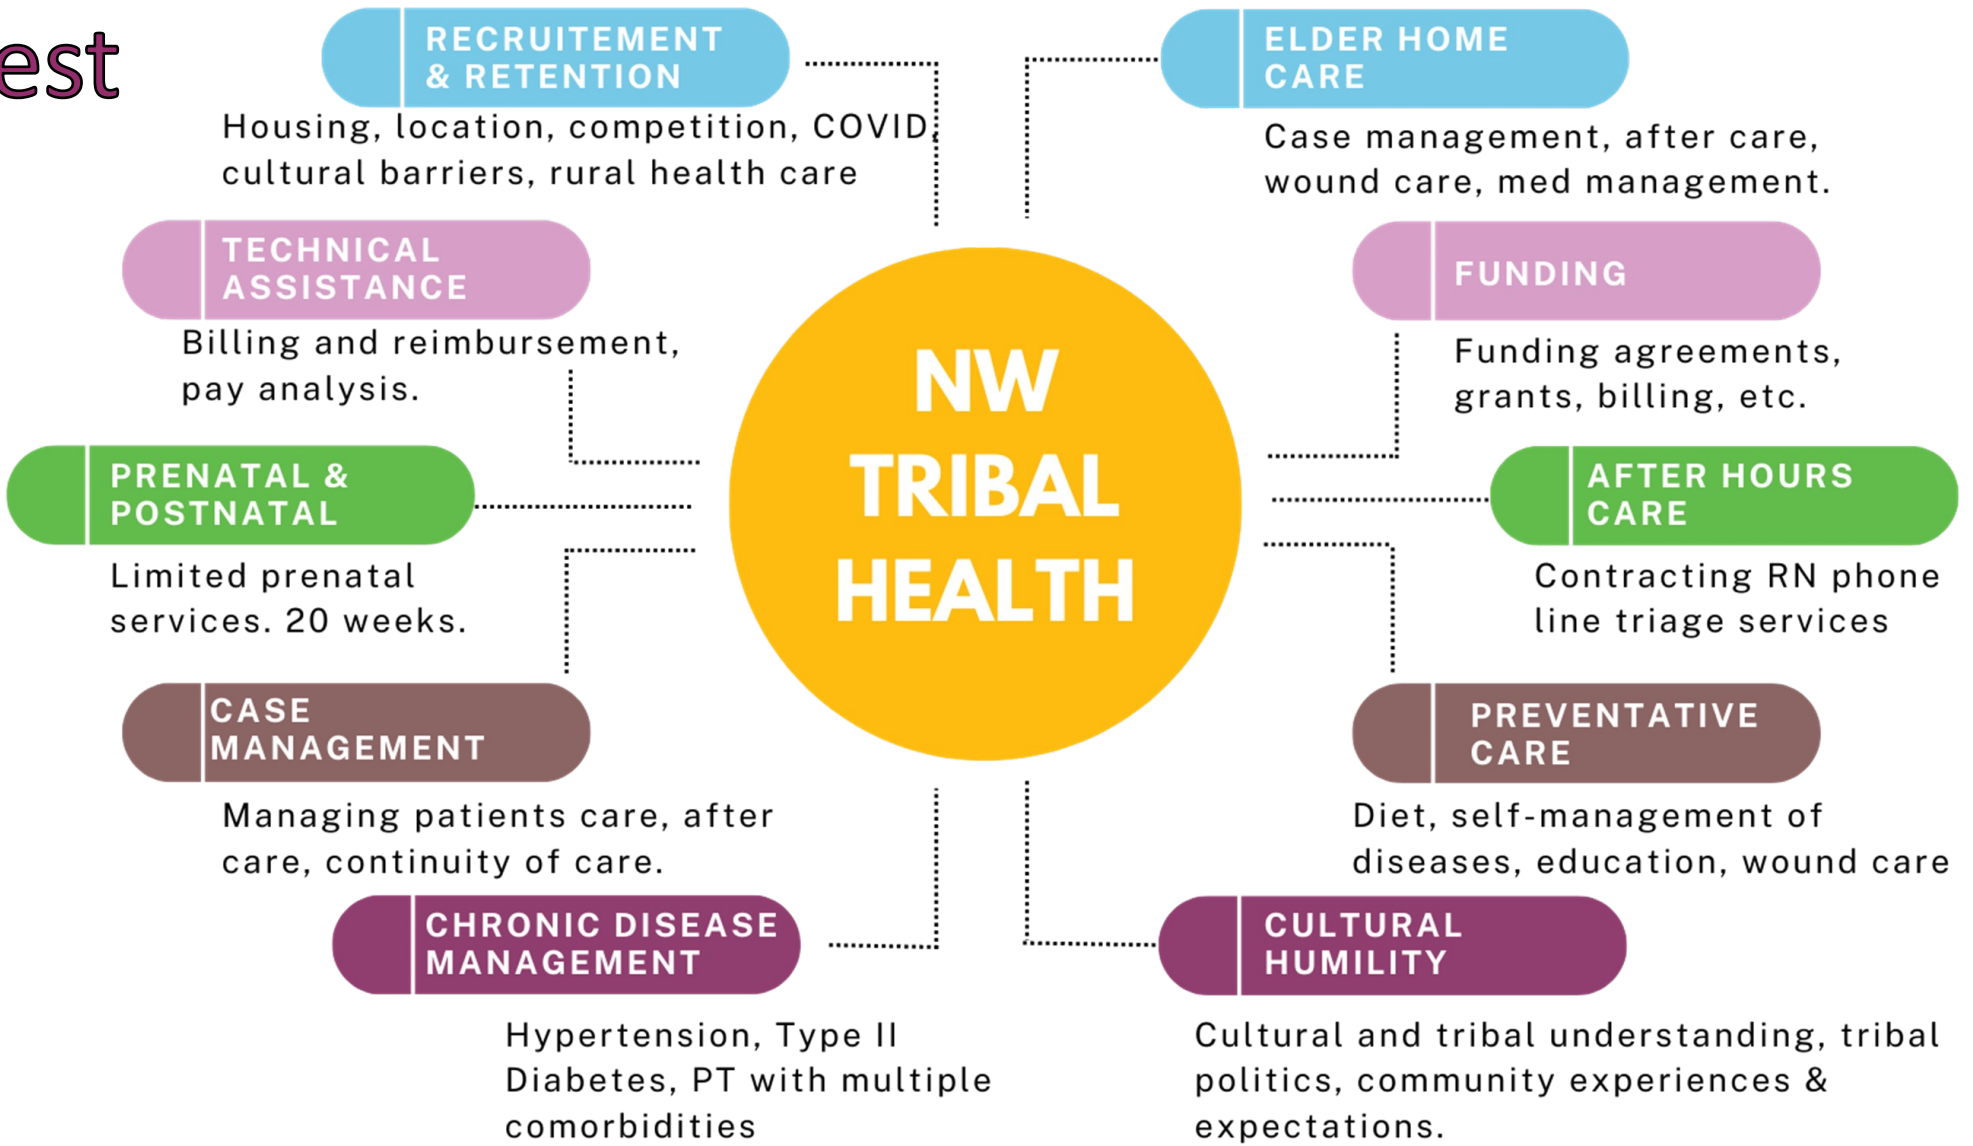 est
RECRUITEMENT
& RETENTION
Housing, location, competition, COVID,
cultural barriers, rural health care
TECHNICAL
ASSISTANCE
Billing and reimbursement,
pay analysis.
PRENATAL &
POSTNATAL
Limited prenatal
services. 20 weeks.
CASE
MANAGEMENT
Managing patients care, after
care, continuity of care.
CHRONIC DISEASE
MANAGEMENT
Hypertension, Type II
Diabetes, PT with multiple
comorbidities
NW
TRIBAL
HEALTH
ELDER HOME
CARE
Case management, after care,
wound care, med management.
FUNDING
Funding agreements,
grants, billing, etc.
AFTER HOURS
CARE
Contracting RN phone
line triage services
PREVENTATIVE
CARE
Diet, self-management of
diseases, education, wound care
CULTURAL
HUMILITY
Cultural and tribal understanding, tribal
politics, community experiences &
expectations.